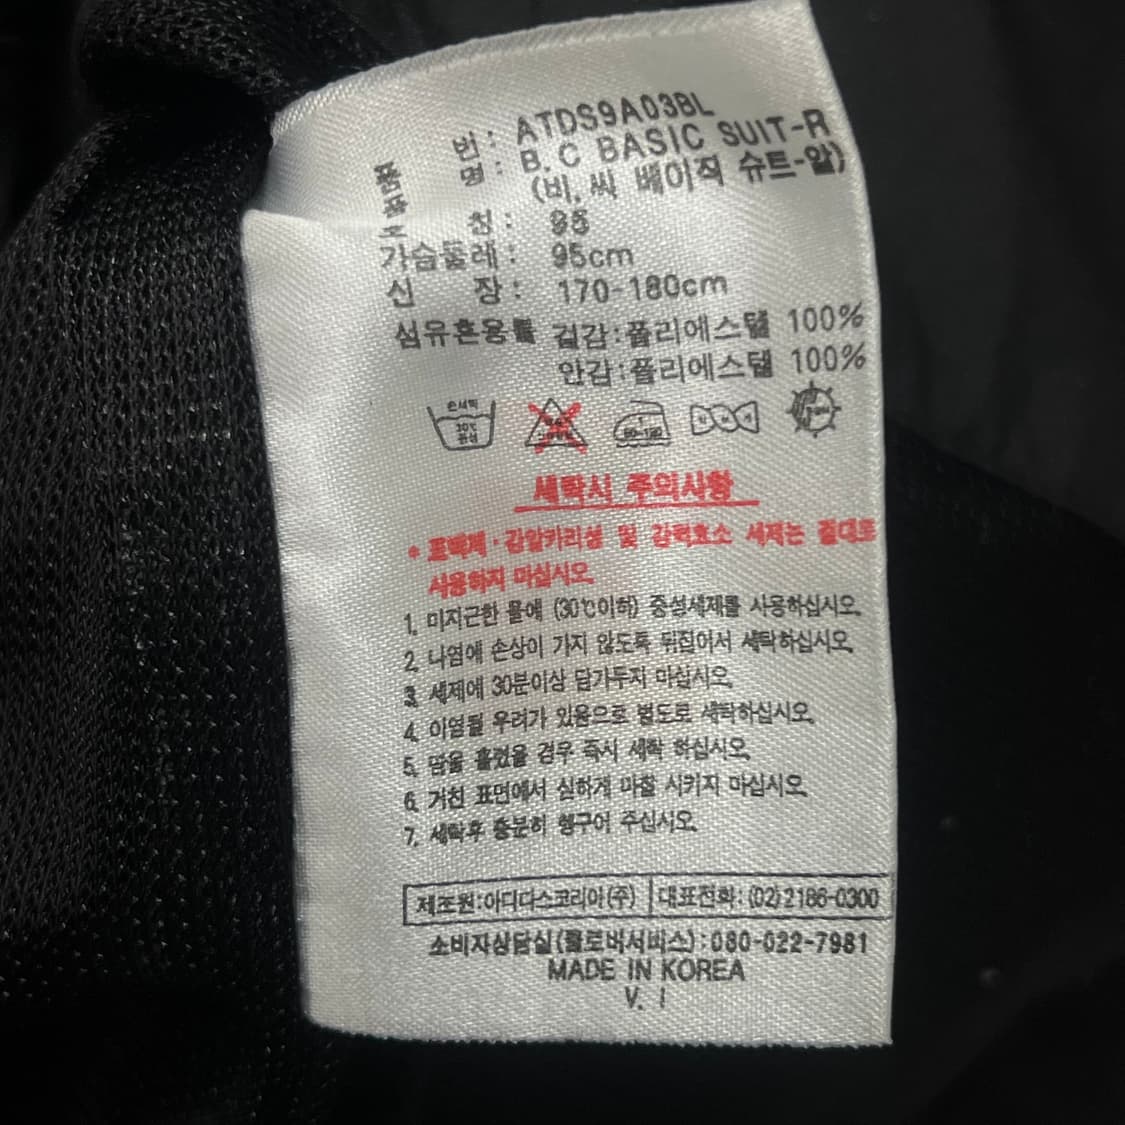 품 번: ATDS9A03BL
품 명: B.C BASIC SUIT-R
(비.씨 베이직 슈트-알)
호 칭: 95
가슴둘레: 95cm
신 장: 170-180cm
섬유혼용률 겉감:폴리에스텔 100%
안감:폴리에스텔 100%
손세탁
30℃
중성
세탁시 주의사항
* 표백제·강알카리성 및 강력효소 세제는 절대로
사용하지 마십시오.
1. 미지근한 물에 (30℃이하) 중성세제를 사용하십시오.
2. 나염에 손상이 가지 않도록 뒤집어서 세탁하십시오.
3. 세제에 30분이상 담가두지 마십시오.
4. 이염될 우려가 있음으로 별도로 세탁하십시오.
5. 땀을 흘렸을 경우 즉시 세탁 하십시오.
6. 거친 표면에서 심하게 마찰 시키지 마십시오.
7. 세탁후 충분히 헹구어 주십시오.
제조원:아디다스코리아(주) 대표전화: (02)2186-0300
소비자상담실(클로버서비스):080-022-7981
MADE IN KOREA
V. I